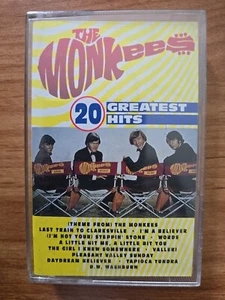 THE
MONKEES
20 GREATEST
HITS
(THEME FROM) THE MONKEES
LAST TRAIN TO CLARKSVILLE • I'M A BELIEVER
(I'M NOT YOUR) STEPPIN' STONE • WORDS
A LITTLE BIT ME, A LITTLE BIT YOU
THE GIRL I KNEW SOMEWHERE • VALLERI
PLEASANT VALLEY SUNDAY
DAYDREAM BELIEVER • TAPIOCA TUNDRA
D.W. WASHBURN